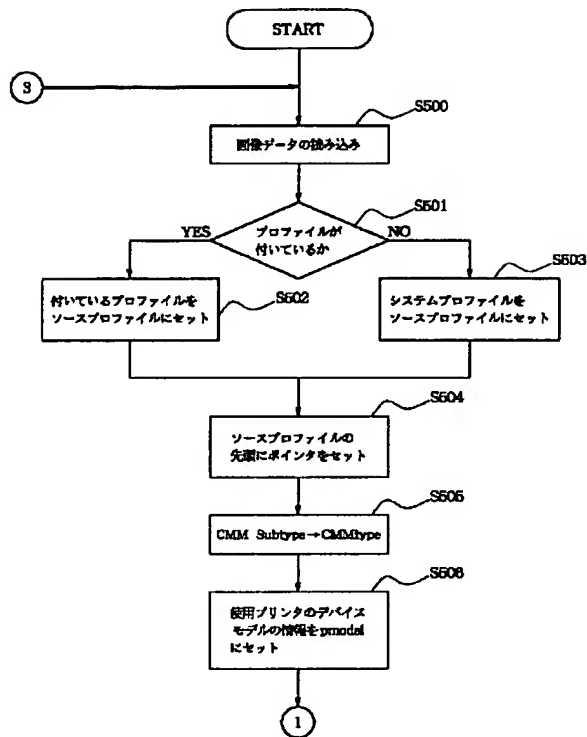 START
3
S500
画像データの読み込み
S501
YES
プロファイルが
付いているか
NO
S503
付いているプロファイルを
ソースプロファイルにセット
S502
システムプロファイルを
ソースプロファイルにセット
S504
ソースプロファイルの
先頭にポインタをセット
S505
CMM Subtype→CMMtype
S506
使用プリンタのデバイス
モデルの情報をpmodel
にセット
1